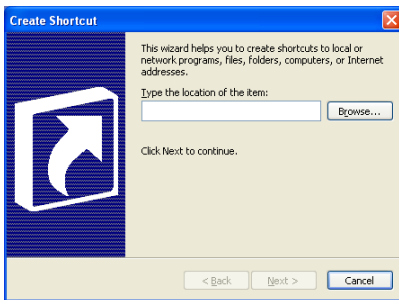 Create Shortcut
This wizard helps you to create shortcuts to local or
network programs, files, folders, computers, or Internet
addresses.
Type the location of the item:
Browse...
Click Next to continue.
< Back
Next >
Cancel